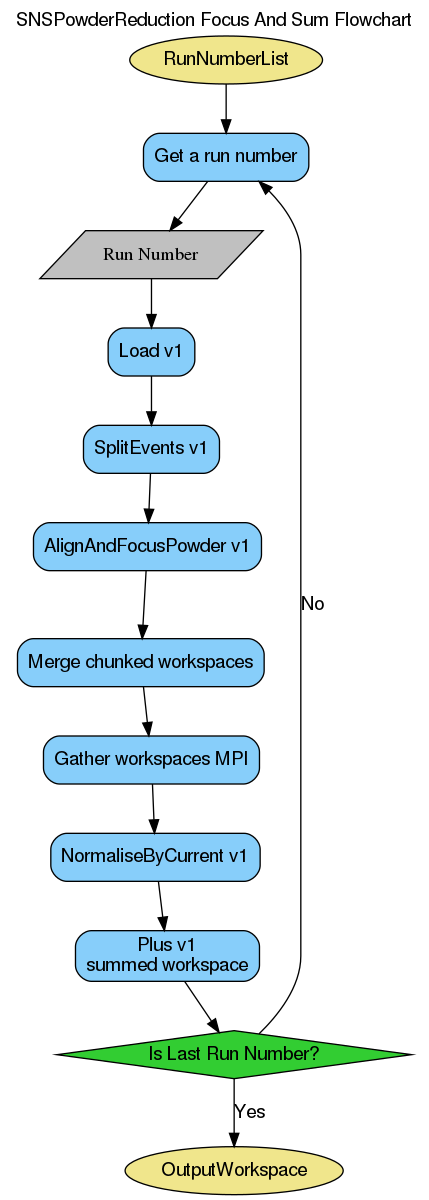 SNSPowderReduction Focus And Sum Flowchart
RunNumberList
Get a run number
Run Number
Load v1
SplitEvents v1
AlignAndFocusPowder v1
No
Merge chunked workspaces
Gather workspaces MPI
NormaliseByCurrent v1
Plus v1
summed workspace
Is Last Run Number?
Yes
OutputWorkspace